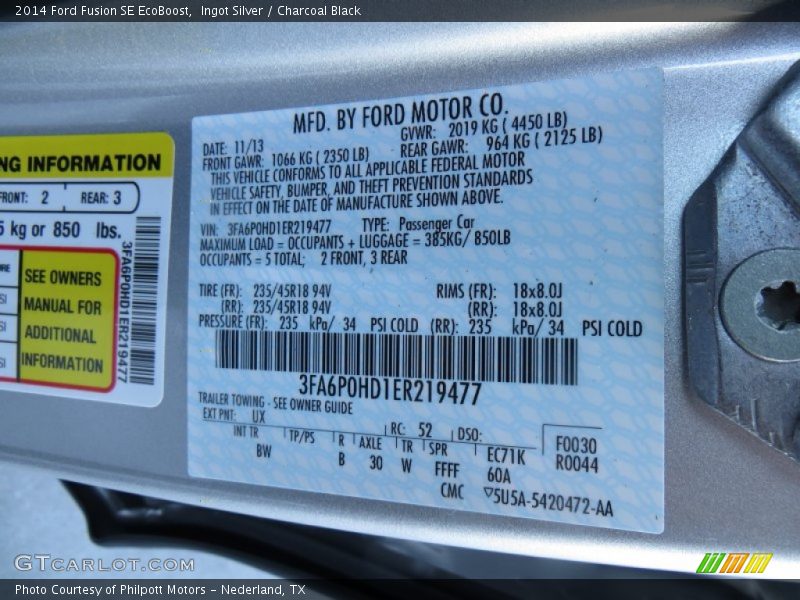 2014 Ford Fusion SE EcoBoost, Ingot Silver / Charcoal Black
NG INFORMATION
FRONT: 2 REAR: 3
5 kg or 850 lbs.
SEE OWNERS
MANUAL FOR
ADDITIONAL
INFORMATION
3FA6P0HD1ER219477
MFD. BY FORD MOTOR CO.
DATE: 11/13 GVWR: 2019 KG ( 4450 LB)
FRONT GAWR: 1066 KG ( 2350 LB) REAR GAWR: 964 KG ( 2125 LB)
THIS VEHICLE CONFORMS TO ALL APPLICABLE FEDERAL MOTOR
VEHICLE SAFETY, BUMPER, AND THEFT PREVENTION STANDARDS
IN EFFECT ON THE DATE OF MANUFACTURE SHOWN ABOVE.
VIN: 3FA6P0HD1ER219477 TYPE: Passenger Car
MAXIMUM LOAD = OCCUPANTS + LUGGAGE = 385KG/ 850LB
OCCUPANTS = 5 TOTAL; 2 FRONT, 3 REAR
TIRE (FR): 235/45R18 94V RIMS (FR): 18x8.0J
(RR): 235/45R18 94V (RR): 18x8.0J
PRESSURE (FR): 235 kPa/ 34 PSI COLD (RR): 235 kPa/ 34 PSI COLD
3FA6P0HD1ER219477
TRAILER TOWING - SEE OWNER GUIDE
EXT PNT: UX RC: 52 DSO:
INT TR TP/PS R AXLE TR SPR EC71K F0030
BW B 30 W FFFF 60A R0044
CMC ▽5U5A-5420472-AA
GTCARLOT.COM
Photo Courtesy of Philpott Motors – Nederland, TX